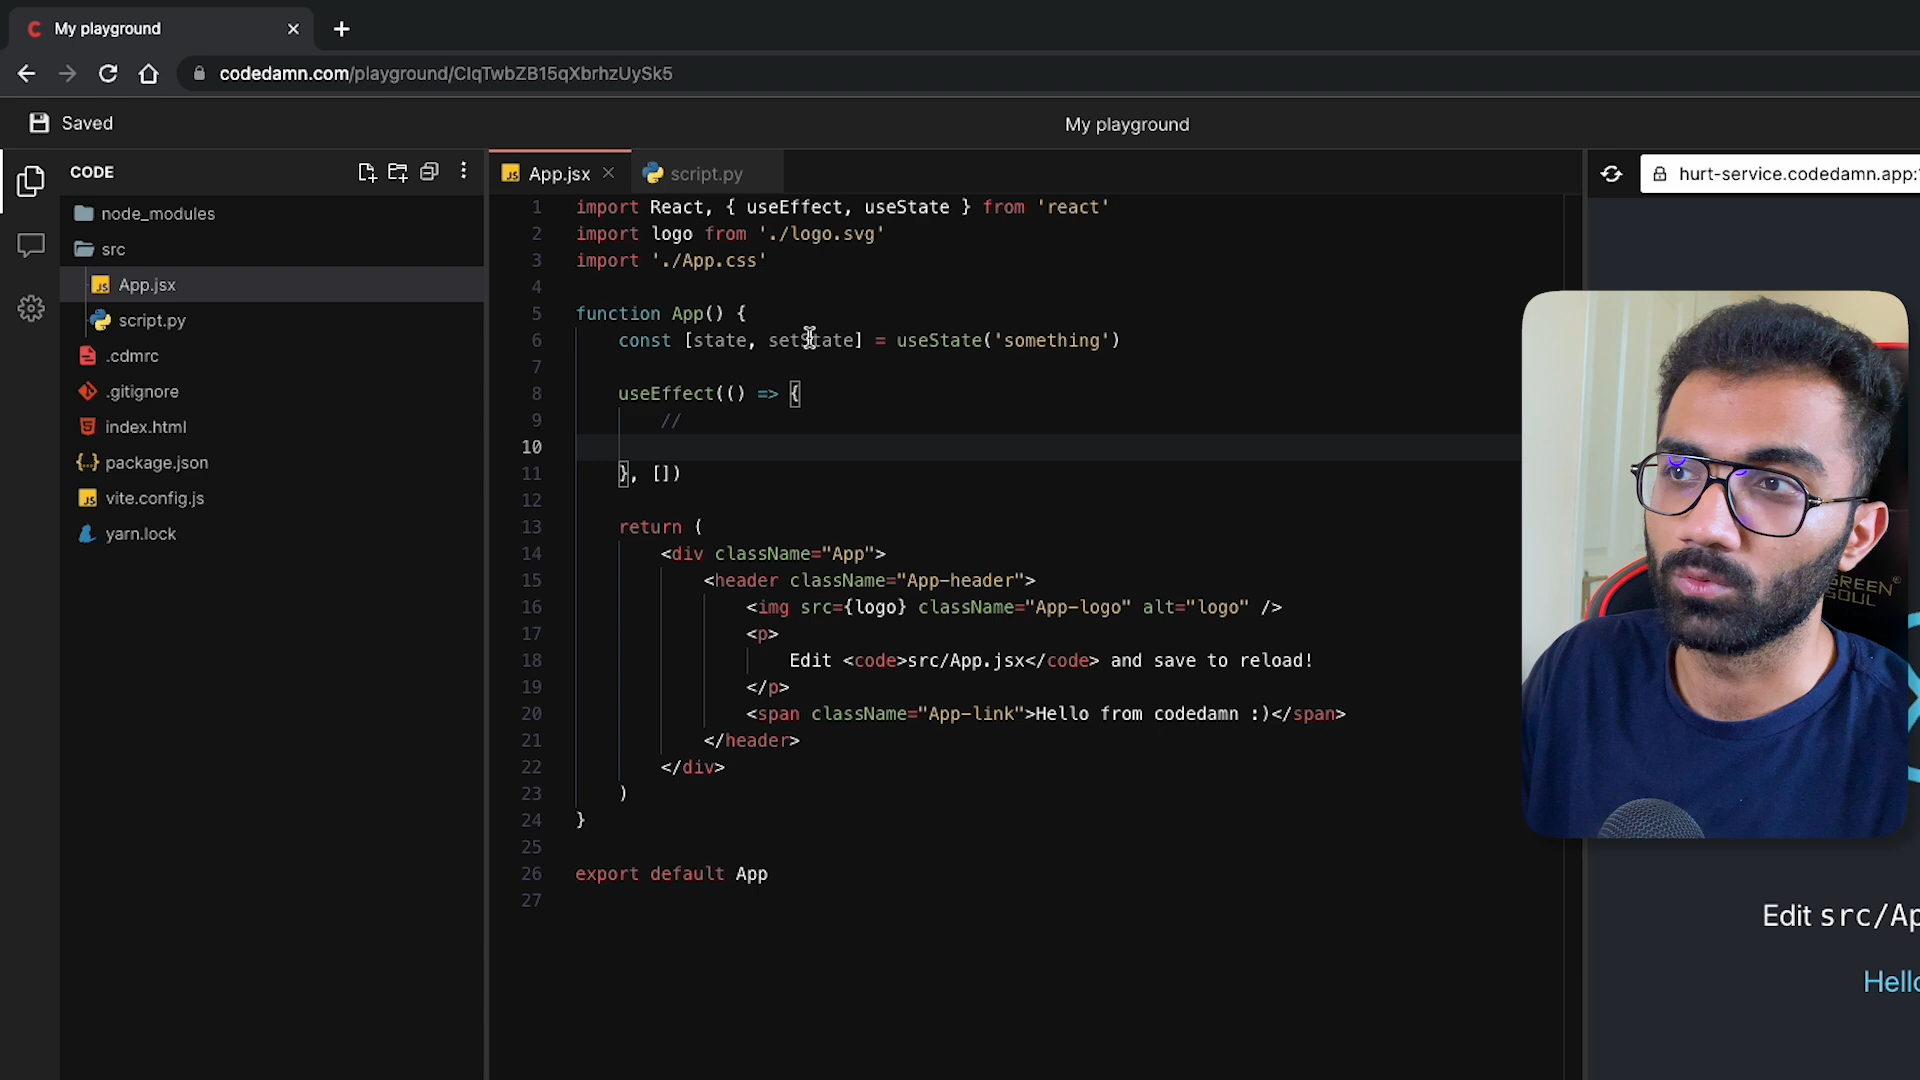 My playground
codedamn.com/playground/CIqTwbZB15qXbrhzUySk5
Saved
My playground
CODE
App.jsx
script.py
hurt-service.codedamn.app:
node_modules
src
App.jsx
script.py
.cdmrc
.gitignore
index.html
package.json
vite.config.js
yarn.lock
1 import React, { useEffect, useState } from 'react'
2 import logo from './logo.svg'
3 import './App.css'
4
5 function App() {
6 const [state, setState] = useState('something')
7
8 useEffect(() => {
9 //
10
11 }, [])
12
13 return (
14 <div className="App">
15 <header className="App-header">
16 <img src={logo} className="App-logo" alt="logo" />
17 <p>
18 Edit <code>src/App.jsx</code> and save to reload!
19 </p>
20 <span className="App-link">Hello from codedamn :)</span>
21 </header>
22 </div>
23 )
24 }
25
26 export default App
27
GREEN
SOUL
Edit src/Ap
Hello